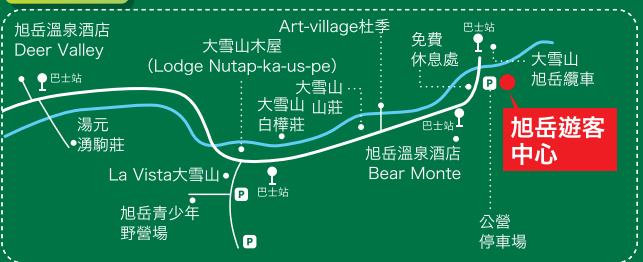 旭岳溫泉酒店
Deer Valley
巴士站
湯元
湧駒莊
大雪山木屋
（Lodge Nutap-ka-us-pe）
Art-village杜季
大雪山
山莊
大雪山
白樺莊
La Vista大雪山
旭岳青少年
野營場
P
P
巴士站
免費
休息處
巴士站
大雪山
旭岳纜車
P
旭岳遊客
中心
巴士站
旭岳溫泉酒店
Bear Monte
公營
停車場